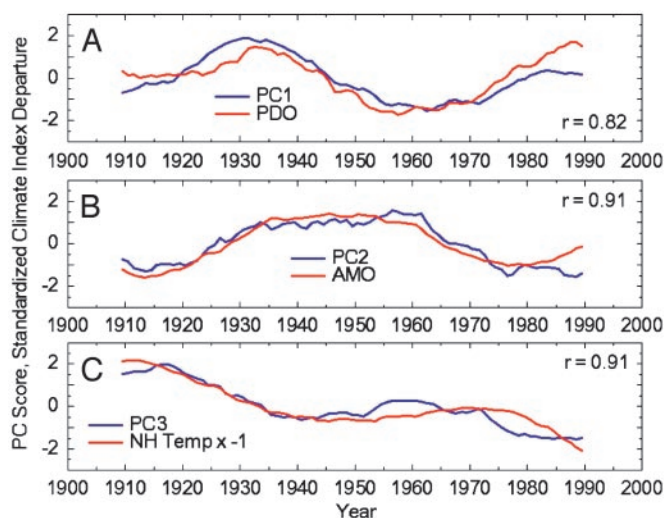 PC Score, Standardized Climate Index Departure
A
2
0
-2
PC1
PDO
r = 0.82
1900 1910 1920 1930 1940 1950 1960 1970 1980 1990 2000
B
r = 0.91
2
0
-2
PC2
AMO
1900 1910 1920 1930 1940 1950 1960 1970 1980 1990 2000
C
r = 0.91
2
0
-2
PC3
NH Temp x -1
1900 1910 1920 1930 1940 1950 1960 1970 1980 1990 2000
Year